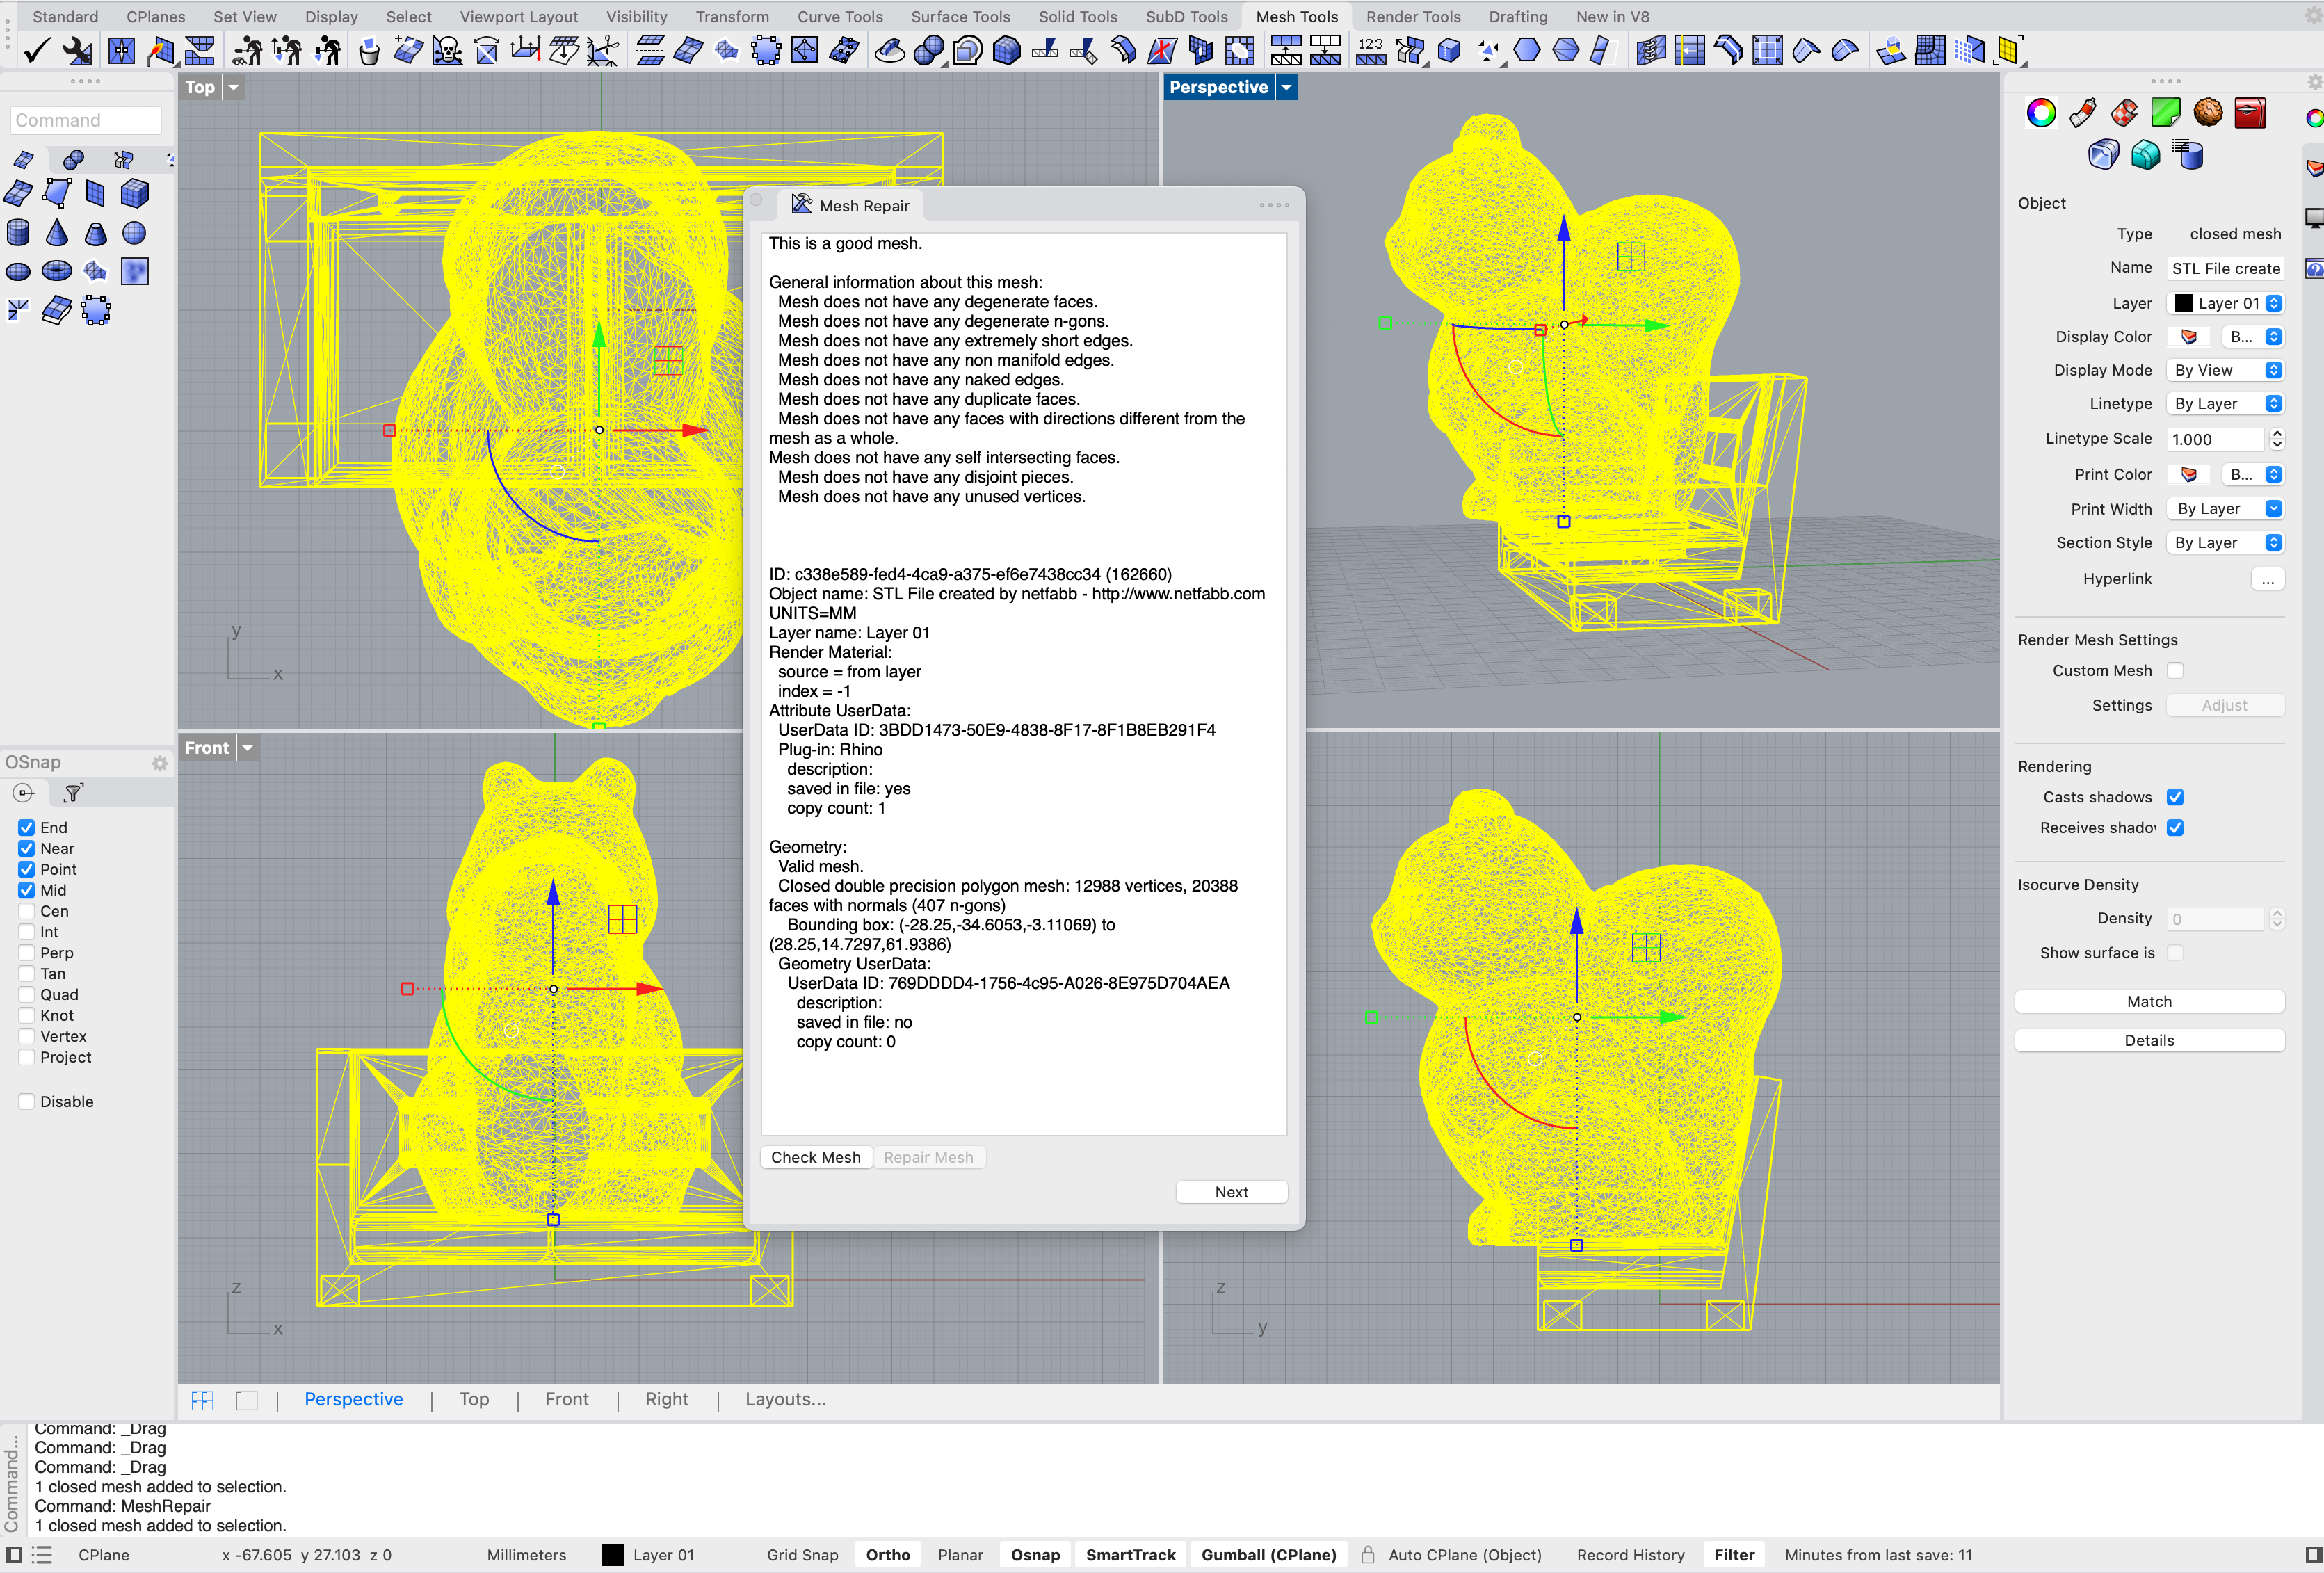 Standard CPlanes Set View Display Select Viewport Layout Visibility Transform Curve Tools Surface Tools Solid Tools SubD Tools Mesh Tools Render Tools Drafting New in V8
123
Command
OSnap
End
Near
Point
Mid
Cen
Int
Perp
Tan
Quad
Knot
Vertex
Project
Disable
Top
y
x
Perspective
Front
z
x
z
y
Mesh Repair
This is a good mesh.
General information about this mesh:
Mesh does not have any degenerate faces.
Mesh does not have any degenerate n-gons.
Mesh does not have any extremely short edges.
Mesh does not have any non manifold edges.
Mesh does not have any naked edges.
Mesh does not have any duplicate faces.
Mesh does not have any faces with directions different from the
mesh as a whole.
Mesh does not have any self intersecting faces.
Mesh does not have any disjoint pieces.
Mesh does not have any unused vertices.
ID: c338e589-fed4-4ca9-a375-ef6e7438cc34 (162660)
Object name: STL File created by netfabb - http://www.netfabb.com
UNITS=MM
Layer name: Layer 01
Render Material:
source = from layer
index = -1
Attribute UserData:
UserData ID: 3BDD1473-50E9-4838-8F17-8F1B8EB291F4
Plug-in: Rhino
description:
saved in file: yes
copy count: 1
Geometry:
Valid mesh.
Closed double precision polygon mesh: 12988 vertices, 20388
faces with normals (407 n-gons)
Bounding box: (-28.25,-34.6053,-3.11069) to
(28.25,14.7297,61.9386)
Geometry UserData:
UserData ID: 769DDDD4-1756-4c95-A026-8E975D704AEA
description:
saved in file: no
copy count: 0
Check Mesh Repair Mesh
Next
Object
Type closed mesh
Name STL File create
Layer Layer 01
Display Color B...
Display Mode By View
Linetype By Layer
Linetype Scale 1.000
Print Color B...
Print Width By Layer
Section Style By Layer
Hyperlink ...
Render Mesh Settings
Custom Mesh
Settings Adjust
Rendering
Casts shadows
Receives shado
Isocurve Density
Density 0
Show surface is
Match
Details
Perspective | Top | Front | Right | Layouts...
Command...
Command: _Drag
Command: _Drag
Command: _Drag
1 closed mesh added to selection.
Command: MeshRepair
1 closed mesh added to selection.
CPlane x -67.605 y 27.103 z 0 Millimeters Layer 01 Grid Snap Ortho Planar Osnap SmartTrack Gumball (CPlane) Auto CPlane (Object) Record History Filter Minutes from last save: 11